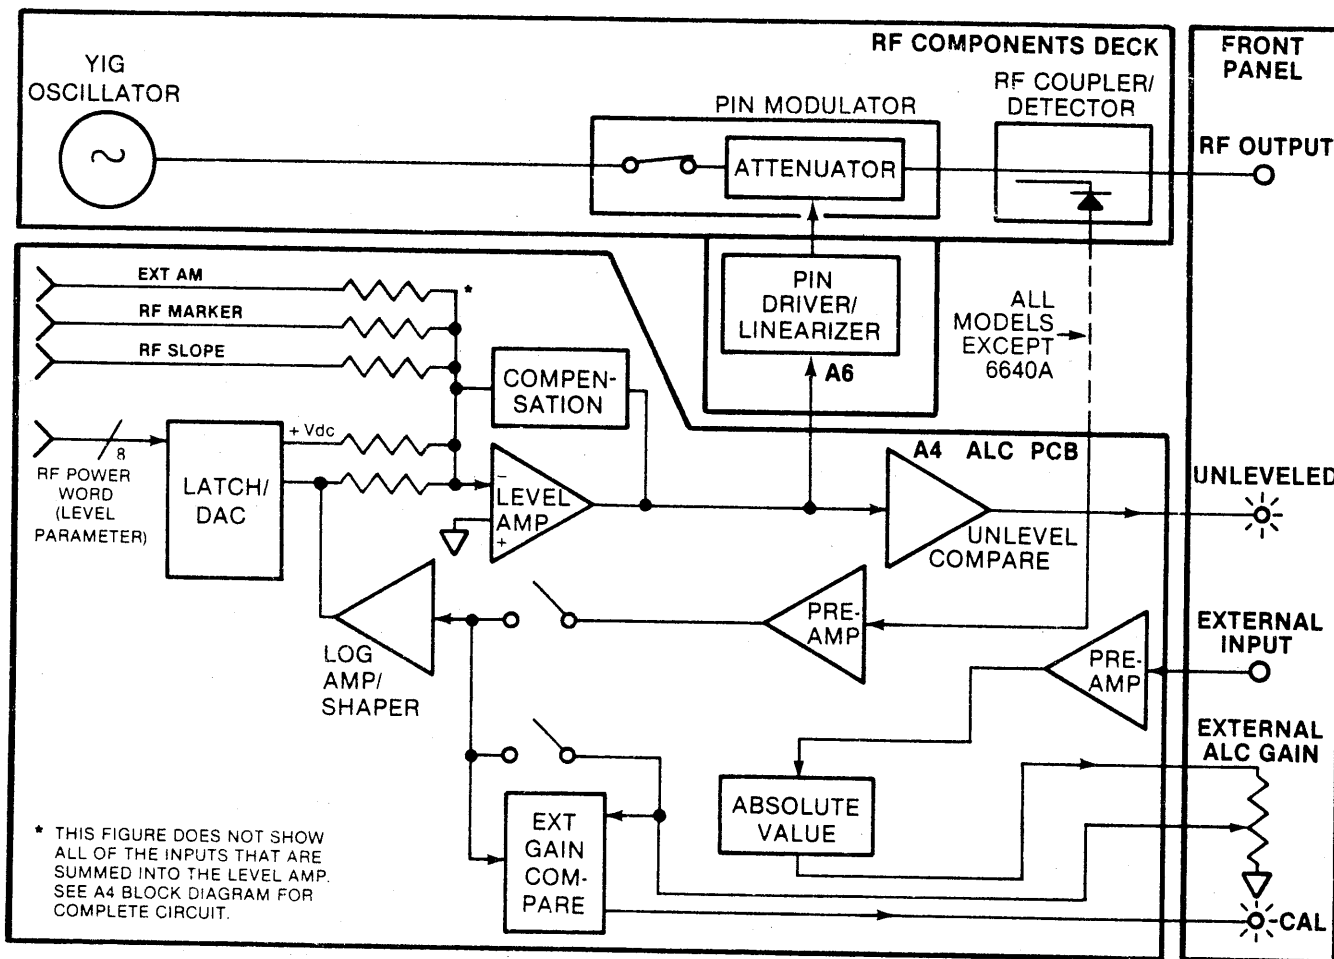 RF COMPONENTS DECK
FRONT
PANEL
YIG
OSCILLATOR
PIN MODULATOR
RF COUPLER/
DETECTOR
ATTENUATOR
RF OUTPUT
EXT AM
*
RF MARKER
RF SLOPE
PIN
DRIVER/
LINEARIZER
A6
ALL
MODELS
EXCEPT
6640A
COMPEN-
SATION
+ Vdc
8
RF POWER
WORD
(LEVEL
PARAMETER)
LATCH/
DAC
−
LEVEL
AMP
+
A4 ALC PCB
UNLEVEL
COMPARE
UNLEVELED
LOG
AMP/
SHAPER
PRE-
AMP
PRE-
AMP
EXTERNAL
INPUT
EXTERNAL
ALC GAIN
ABSOLUTE
VALUE
EXT
GAIN
COM-
PARE
CAL
* THIS FIGURE DOES NOT SHOW
ALL OF THE INPUTS THAT ARE
SUMMED INTO THE LEVEL AMP.
SEE A4 BLOCK DIAGRAM FOR
COMPLETE CIRCUIT.